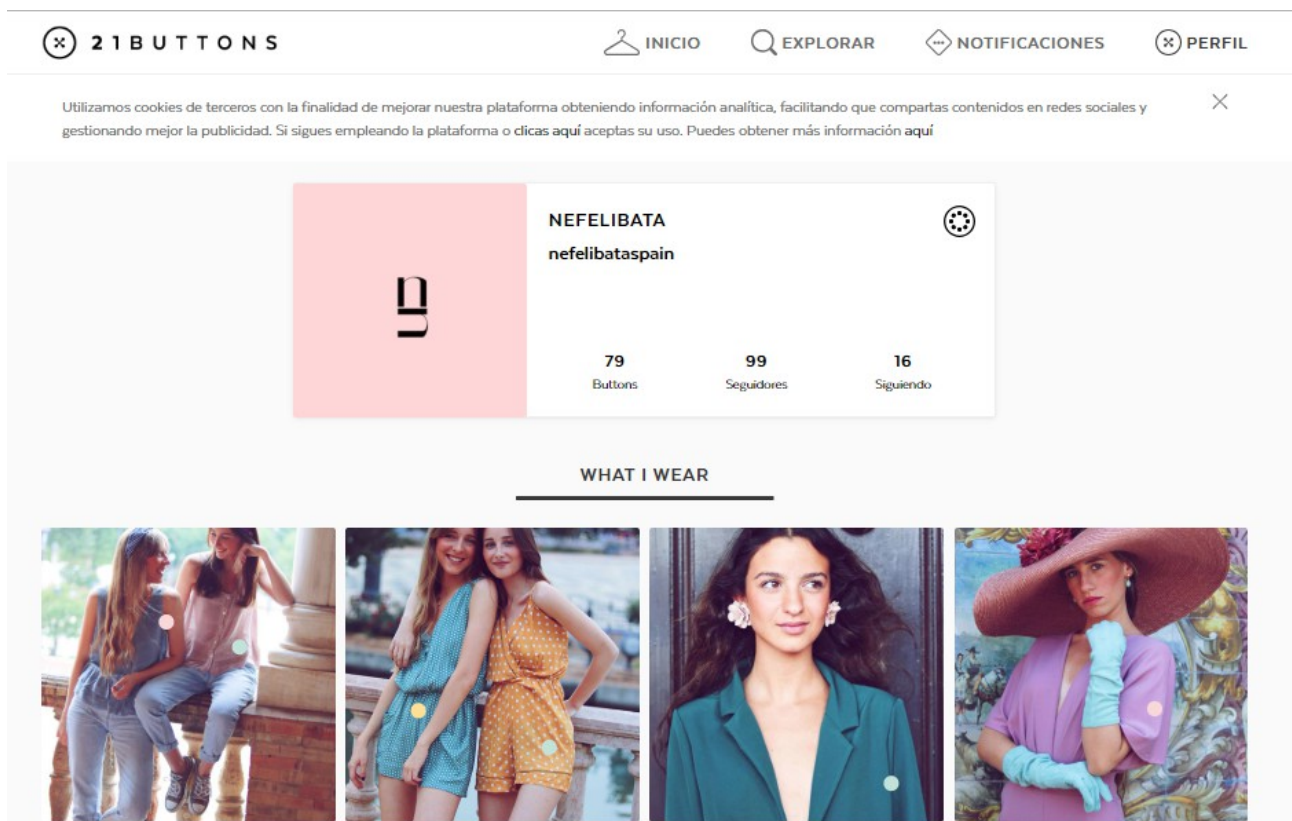 21BUTTONS
INICIO
EXPLORAR
NOTIFICACIONES
PERFIL
Utilizamos cookies de terceros con la finalidad de mejorar nuestra plataforma obteniendo información analítica, facilitando que compartas contenidos en redes sociales y
gestionando mejor la publicidad. Si sigues empleando la plataforma o clicas aquí aceptas su uso. Puedes obtener más información aquí
NEFELIBATA
nefelibataspain
79
Buttons
99
Seguidores
16
Siguiendo
WHAT I WEAR